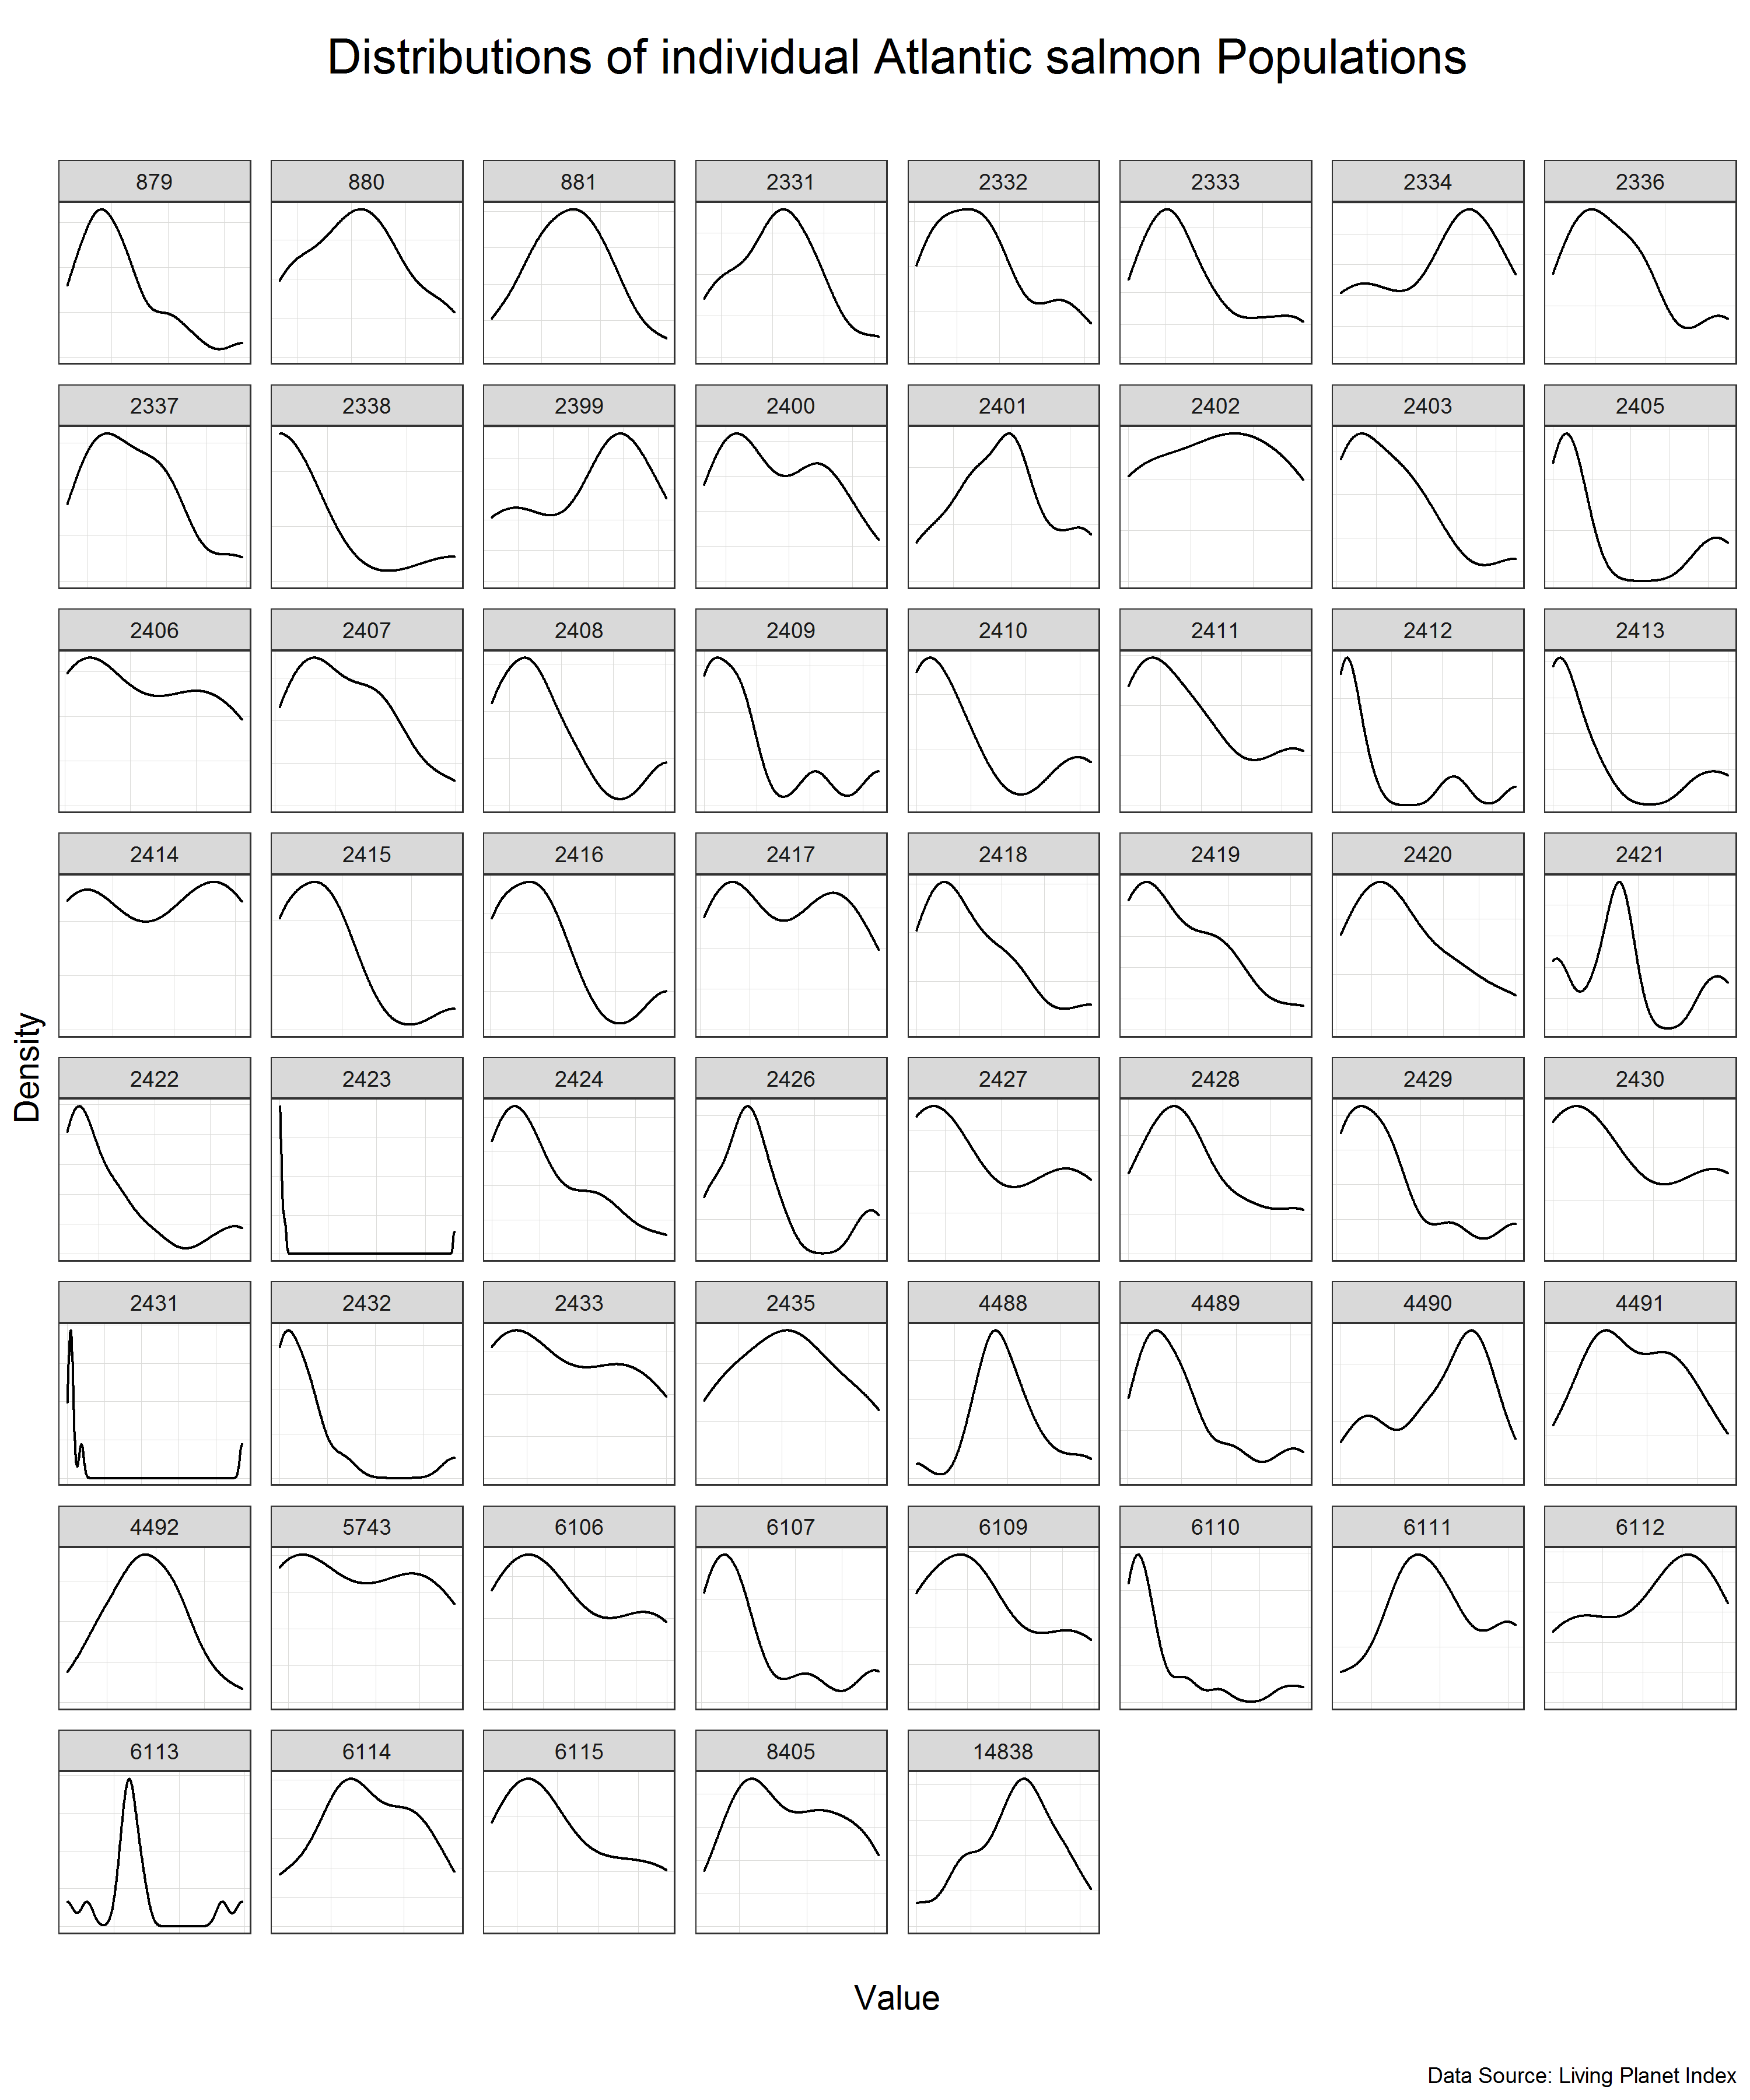 Distributions of individual Atlantic salmon Populations
879 880 881 2331 2332 2333 2334 2336
2337 2338 2399 2400 2401 2402 2403 2405
2406 2407 2408 2409 2410 2411 2412 2413
2414 2415 2416 2417 2418 2419 2420 2421
Density
2422 2423 2424 2426 2427 2428 2429 2430
2431 2432 2433 2435 4488 4489 4490 4491
4492 5743 6106 6107 6109 6110 6111 6112
6113 6114 6115 8405 14838
Value
Data Source: Living Planet Index